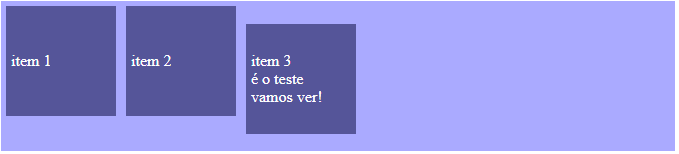 item 1
item 2
item 3
é o teste
vamos ver!